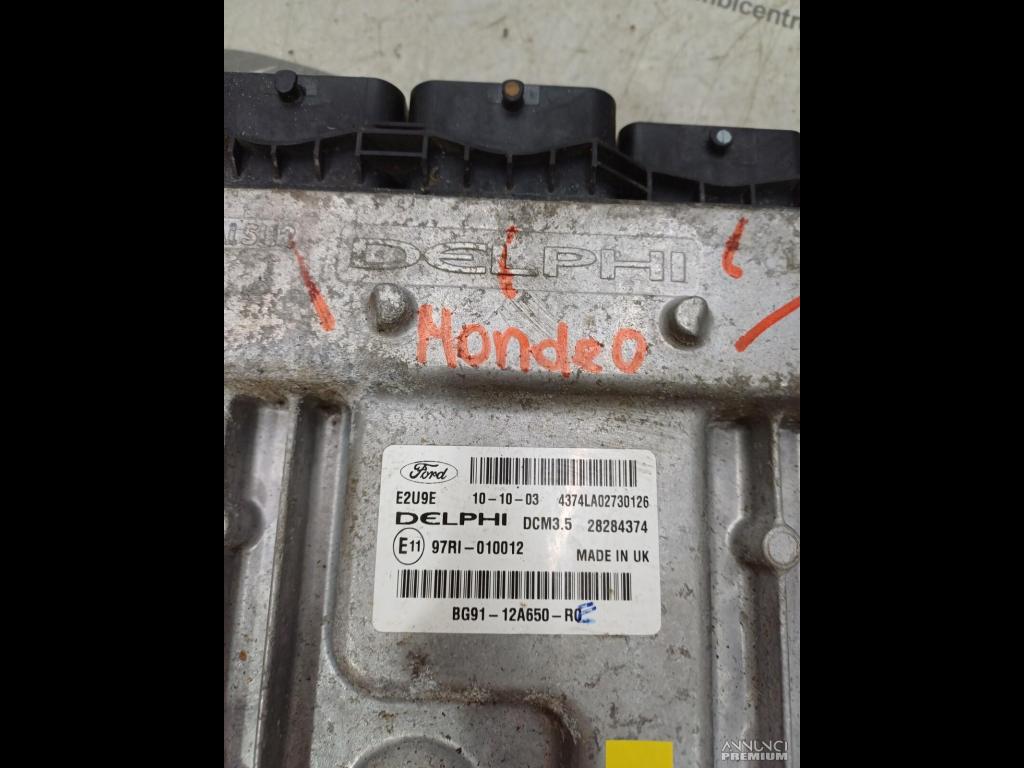 DELPHI
Mondeo
Ford
E2U9E 10-10-03 4374LA02730126
DELPHI DCM3.5 28284374
E11 97RI-010012 MADE IN UK
BG91-12A650-R
ANNUNCI
PREMIUM